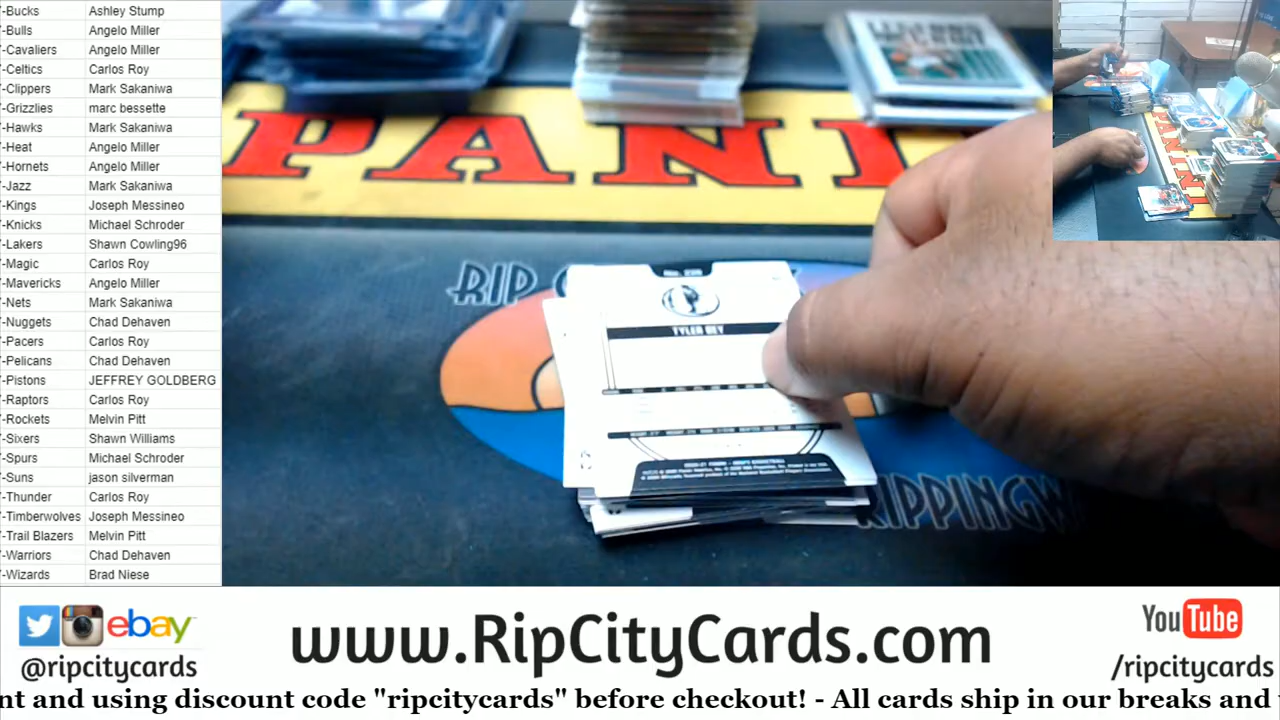 -Bucks Ashley Stump
-Bulls Angelo Miller
-Cavaliers Angelo Miller
-Celtics Carlos Roy
-Clippers Mark Sakaniwa
-Grizzlies marc bessette
-Hawks Mark Sakaniwa
-Heat Angelo Miller
-Hornets Angelo Miller
-Jazz Mark Sakaniwa
-Kings Joseph Messineo
-Knicks Michael Schroder
-Lakers Shawn Cowling96
-Magic Carlos Roy
-Mavericks Angelo Miller
-Nets Mark Sakaniwa
-Nuggets Chad Dehaven
-Pacers Carlos Roy
-Pelicans Chad Dehaven
-Pistons JEFFREY GOLDBERG
-Raptors Carlos Roy
-Rockets Melvin Pitt
-Sixers Shawn Williams
-Spurs Michael Schroder
-Suns jason silverman
-Thunder Carlos Roy
-Timberwolves Joseph Messineo
-Trail Blazers Melvin Pitt
-Warriors Chad Dehaven
-Wizards Brad Niese
PANI
RIP
TYLER BEY
RIPPINGW
ebay
@ripcitycards
www.RipCityCards.com
YouTube
/ripcitycards
nt and using discount code "ripcitycards" before checkout! - All cards ship in our breaks and